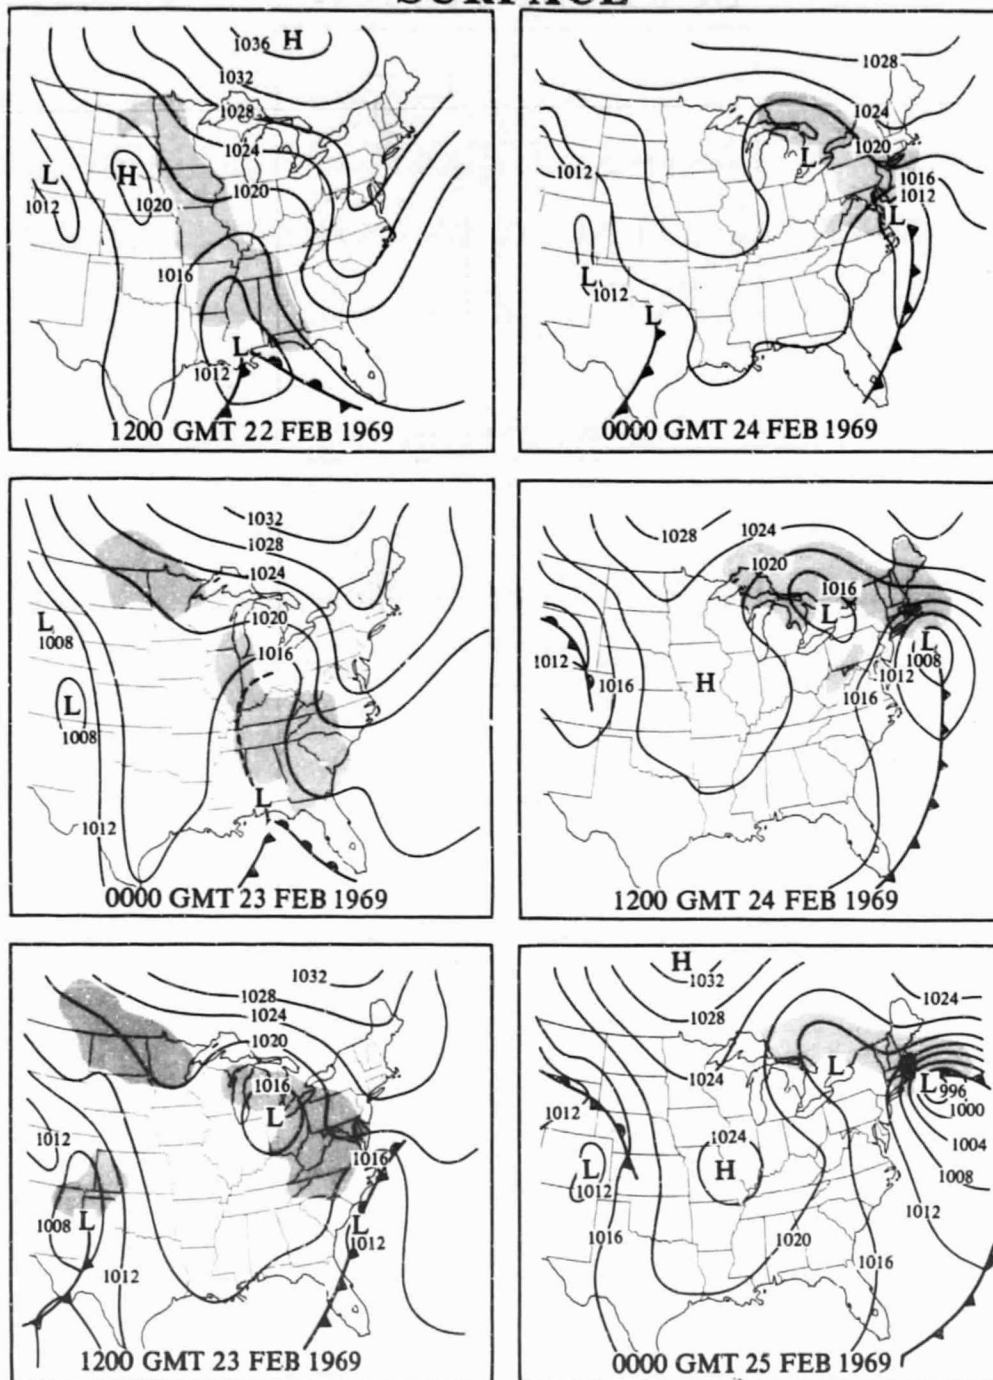 SURFACE
1036 H
1032
1028
1024
L H
1012 1020 1020
1016
L
1012
1200 GMT 22 FEB 1969
1028
1024
L 1020
1012 1016
1012
L
L
1012
L
0000 GMT 24 FEB 1969
1032
1028
1024
L 1020
1008
1016
L
1008
L
1012
0000 GMT 23 FEB 1969
1028 1024
1020
1016
L L
1012 1008
1016 H 1012
1016
1200 GMT 24 FEB 1969
1032
1028
1024
1020
1016
L
1012
1016
1008 L L
1012
1012
1200 GMT 23 FEB 1969
H
1032
1028 1024
1024 L
L 996
1012 1000
1004
1024
L H 1008
1012
1012
1016 1020
1016
0000 GMT 25 FEB 1969